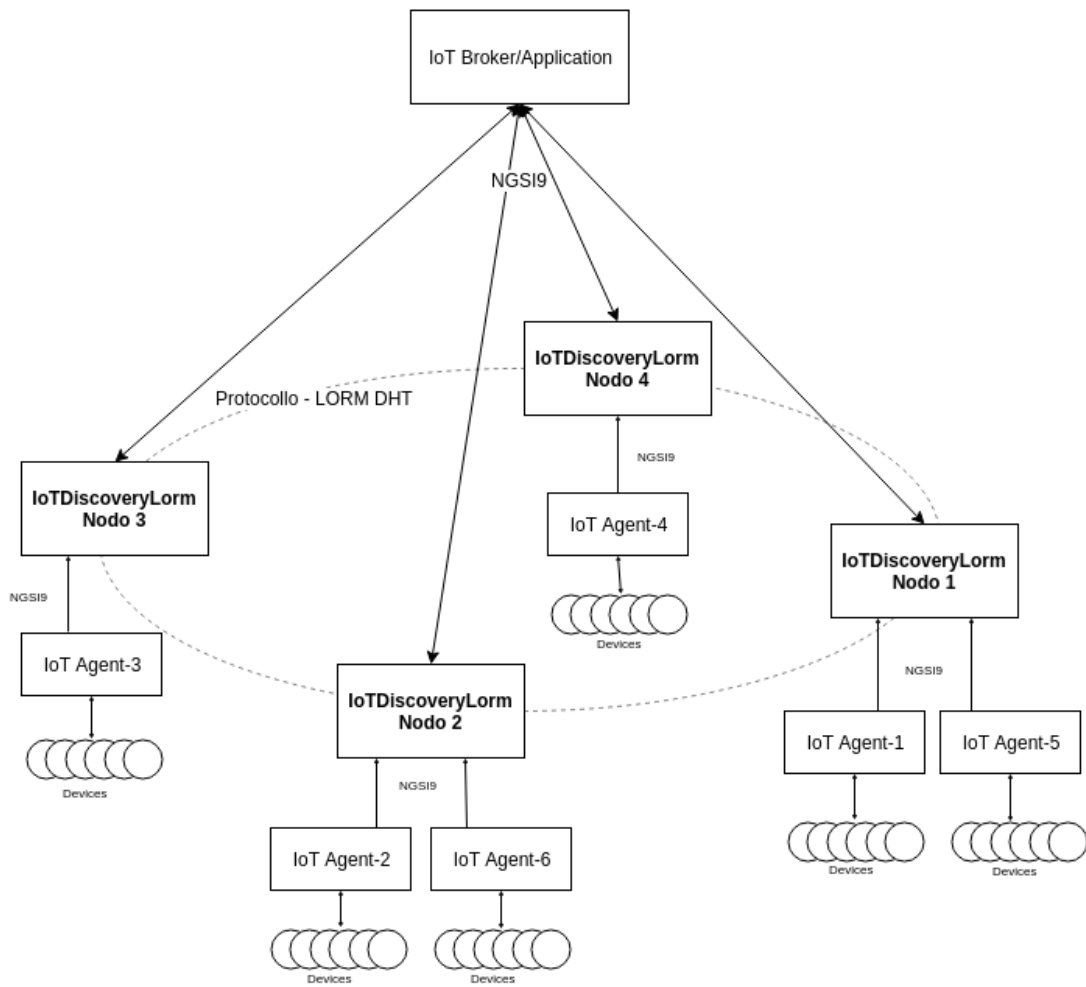 IoT Broker/Application
NGSI9
IoTDiscoveryLorm
Nodo 4
Protocollo - LORM DHT
NGSI9
IoTDiscoveryLorm
Nodo 3
IoT Agent-4
IoTDiscoveryLorm
Nodo 1
NGSI9
Devices
IoT Agent-3
NGSI9
IoTDiscoveryLorm
Nodo 2
IoT Agent-1
IoT Agent-5
Devices
NGSI9
IoT Agent-2
IoT Agent-6
Devices
Devices
Devices
Devices